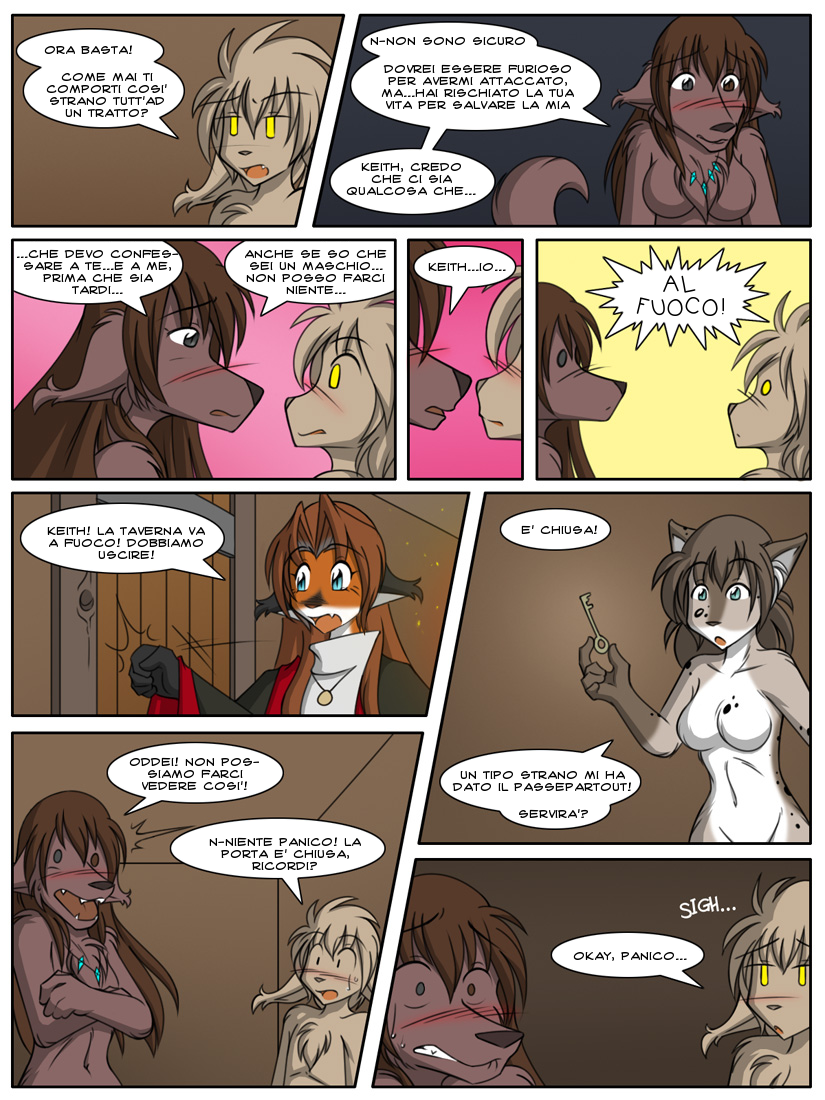 ORA BASTA!
COME MAI TI
COMPORTI COSI'
STRANO TUTT'AD
UN TRATTO?
N-NON SONO SICURO
DOVREI ESSERE FURIOSO
PER AVERMI ATTACCATO,
MA...HAI RISCHIATO LA TUA
VITA PER SALVARE LA MIA
KEITH, CREDO
CHE CI SIA
QUALCOSA CHE...
...CHE DEVO CONFES-
SARE A TE...E A ME,
PRIMA CHE SIA
TARDI...
ANCHE SE SO CHE
SEI UN MASCHIO...
NON POSSO FARCI
NIENTE...
KEITH...IO...
AL
FUOCO!
KEITH! LA TAVERNA VA
A FUOCO! DOBBIAMO
USCIRE!
E' CHIUSA!
UN TIPO STRANO MI HA
DATO IL PASSEPARTOUT!
SERVIRA'?
ODDEI! NON POS-
SIAMO FARCI
VEDERE COSI'!
N-NIENTE PANICO! LA
PORTA E' CHIUSA,
RICORDI?
SIGH...
OKAY, PANICO...